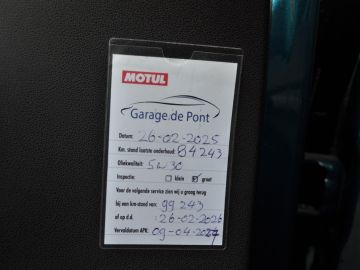 MOTUL
Garage de Pont
Datum: 26-02-2025
Km. stand laatste onderhoud: 84243
Oliekwaliteit: 5w30
Inspectie: klein groot
Voor de volgende service zien wij u graag terug
bij een km-stand van: 99243
of op d.d. : 26-02-2026
Vervaldatum APK: 09-04-2027